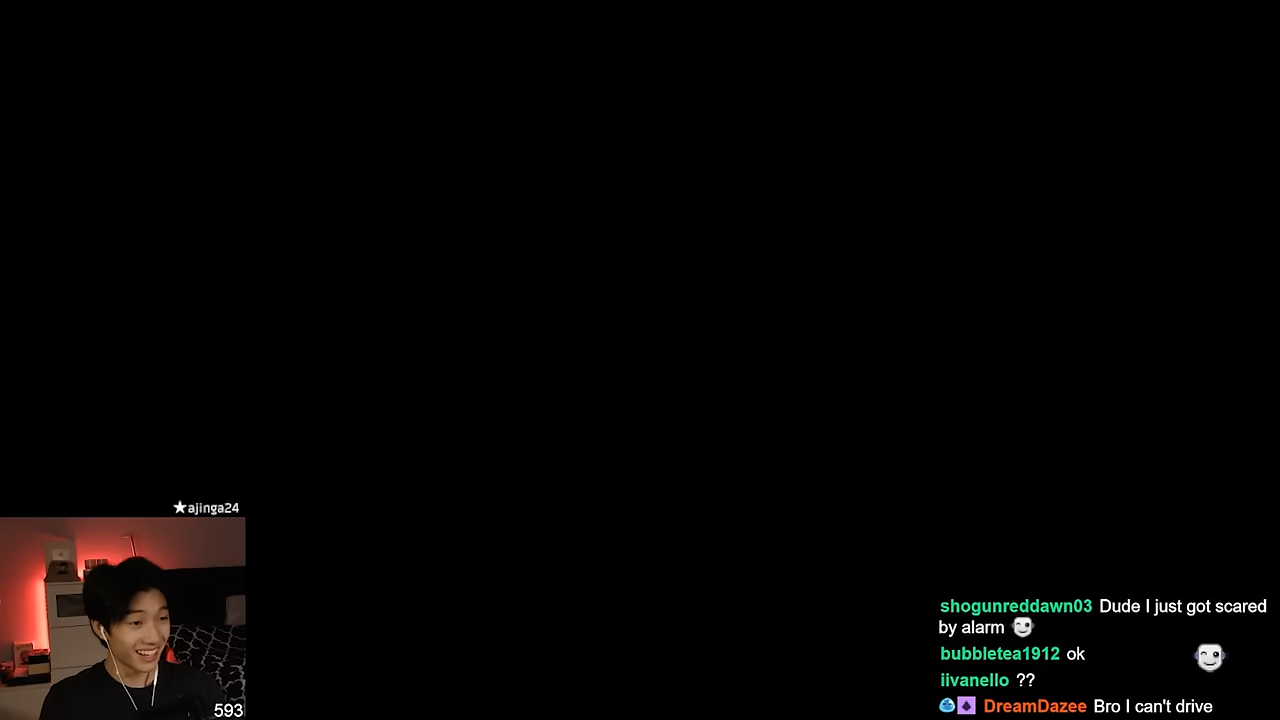 ★ajinga24
593
shogunreddawn03 Dude I just got scared
by alarm
bubbletea1912 ok
iivanello ??
DreamDazee Bro I can't drive